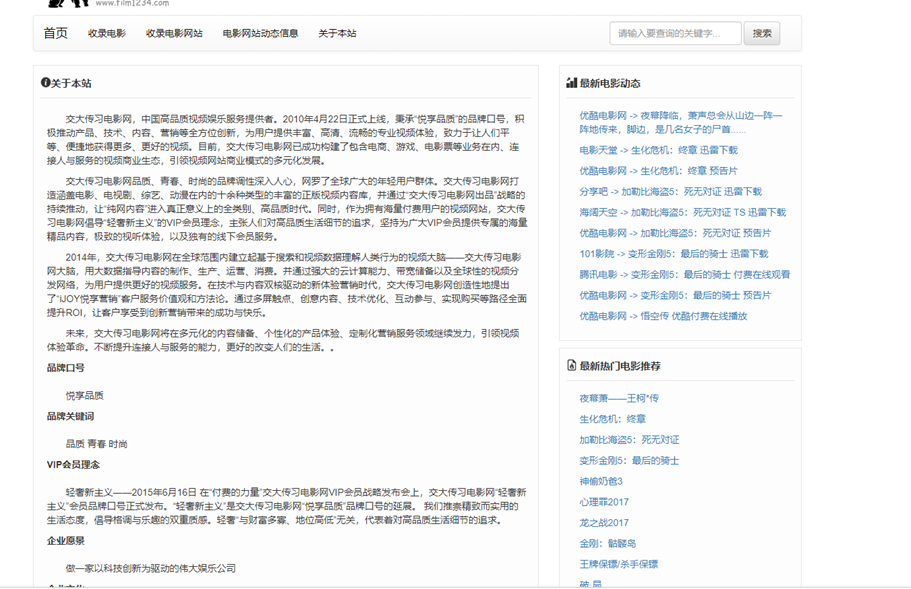 www.film1234.com
首页 收录电影 收录电影网站 电影网站动态信息 关于本站 请输入要查询的关键字... 搜索
关于本站
交大传习电影网，中国高品质视频娱乐服务提供者。2010年4月22日正式上线，秉承“悦享品质”的品牌口号，积
极推动产品、技术、内容、营销等全方位创新，为用户提供丰富、高清、流畅的专业视频体验，致力于让人们平
等、便捷地获得更多、更好的视频。目前，交大传习电影网已成功构建了包含电商、游戏、电影票等业务在内、连
接人与服务的视频商业生态，引领视频网站商业模式的多元化发展。
交大传习电影网品质、青春、时尚的品牌调性深入人心，网罗了全球广大的年轻用户群体。交大传习电影网打
造涵盖电影、电视剧、综艺、动漫在内的十余种类型的丰富的正版视频内容库，并通过“交大传习电影网出品”战略的
持续推动，让“纯网内容”进入真正意义上的全类别、高品质时代。同时，作为拥有海量付费用户的视频网站，交大传
习电影网倡导“轻奢新主义”的VIP会员理念，主张人们对高品质生活细节的追求，坚持为广大VIP会员提供专属的海量
精品内容，极致的视听体验，以及独有的线下会员服务。
2014年，交大传习电影网在全球范围内建立起基于搜索和视频数据理解人类行为的视频大脑——交大传习电影
网大脑，用大数据指导内容的制作、生产、运营、消费。并通过强大的云计算能力、带宽储备以及全球性的视频分
发网络，为用户提供更好的视频服务。在技术与内容双核驱动的新体验营销时代，交大传习电影网创造性地提出
了“iJOY悦享营销”客户服务价值观和方法论。通过多屏触点、创意内容、技术优化、互动参与、实现购买等路径全面
提升ROI，让客户享受到创新营销带来的成功与快乐。
未来，交大传习电影网将在多元化的内容储备、个性化的产品体验、定制化营销服务领域继续发力，引领视频
体验革命。不断提升连接人与服务的能力，更好的改变人们的生活。。
品牌口号
悦享品质
品牌关键词
品质 青春 时尚
VIP会员理念
轻奢新主义——2015年6月16日 在“付费的力量”交大传习电影网VIP会员战略发布会上，交大传习电影网“轻奢新
主义”会员品牌口号正式发布。“轻奢新主义”是交大传习电影网“悦享品质”品牌口号的延展。 我们推崇精致而实用的
生活态度，倡导格调与乐趣的双重质感。轻奢“与财富多寡、地位高低”无关，代表着对高品质生活细节的追求。
企业愿景
做一家以科技创新为驱动的伟大娱乐公司
最新电影动态
优酷电影网 -> 夜幕降临，萧声总会从山边一阵一
阵地传来，脚边，是几名女子的尸首......
电影天堂 -> 生化危机：终章 迅雷下载
优酷电影网 -> 生化危机：终章 预告片
分享吧 -> 加勒比海盗5：死无对证 迅雷下载
海阔天空 -> 加勒比海盗5：死无对证 TS 迅雷下载
优酷电影网 -> 加勒比海盗5：死无对证 预告片
101影院 -> 变形金刚5：最后的骑士 迅雷下载
腾讯电影 -> 变形金刚5：最后的骑士 付费在线观看
优酷电影网 -> 变形金刚5：最后的骑士 预告片
优酷电影网 -> 悟空传 优酷付费在线播放
最新热门电影推荐
夜幕萧——王柯*传
生化危机：终章
加勒比海盗5：死无对证
变形金刚5：最后的骑士
神偷奶爸3
心理罪2017
龙之战2017
金刚：骷髅岛
王牌保镖/杀手保镖
破·局